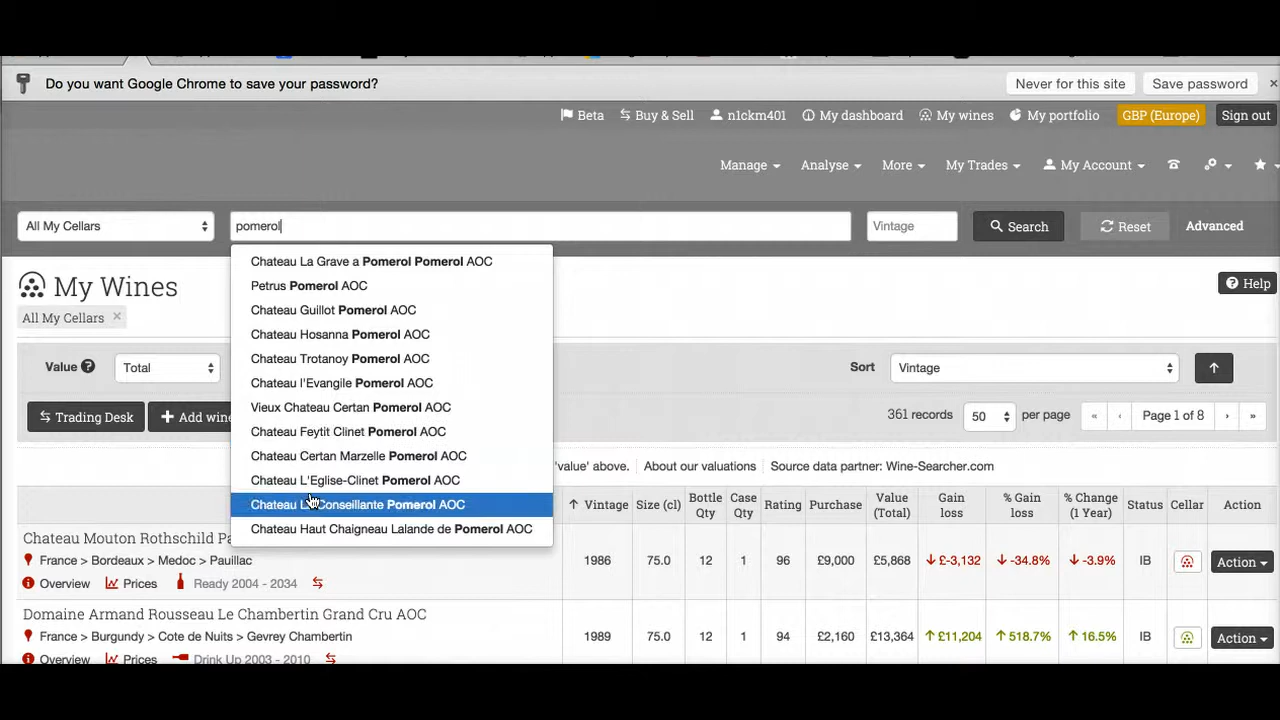 Do you want Google Chrome to save your password? Never for this site Save password ×
Beta Buy & Sell n1ckm401 My dashboard My wines My portfolio GBP (Europe) Sign out
Manage Analyse More My Trades My Account
All My Cellars pomerol Vintage Search Reset Advanced
Chateau La Grave a Pomerol Pomerol AOC
Petrus Pomerol AOC
Chateau Guillot Pomerol AOC
Chateau Hosanna Pomerol AOC
Chateau Trotanoy Pomerol AOC
Chateau l'Evangile Pomerol AOC
Vieux Chateau Certan Pomerol AOC
Chateau Feytit Clinet Pomerol AOC
Chateau Certan Marzelle Pomerol AOC
Chateau L'Eglise-Clinet Pomerol AOC
Chateau La Conseillante Pomerol AOC
Chateau Haut Chaigneau Lalande de Pomerol AOC
My Wines Help
All My Cellars ×
Value ? Total Sort Vintage
Trading Desk + Add wine 361 records 50 per page « ‹ Page 1 of 8 › »
'value' above. About our valuations Source data partner: Wine-Searcher.com
Vintage Size (cl) Bottle Qty Case Qty Rating Purchase Value (Total) Gain loss % Gain loss % Change (1 Year) Status Cellar Action
Chateau Mouton Rothschild
France > Bordeaux > Medoc > Pauillac 1986 75.0 12 1 96 £9,000 £5,868 £-3,132 -34.8% -3.9% IB Action
Overview Prices Ready 2004 - 2034
Domaine Armand Rousseau Le Chambertin Grand Cru AOC
France > Burgundy > Cote de Nuits > Gevrey Chambertin 1989 75.0 12 1 94 £2,160 £13,364 £11,204 518.7% 16.5% IB Action
Overview Prices Drink Up 2003 - 2010